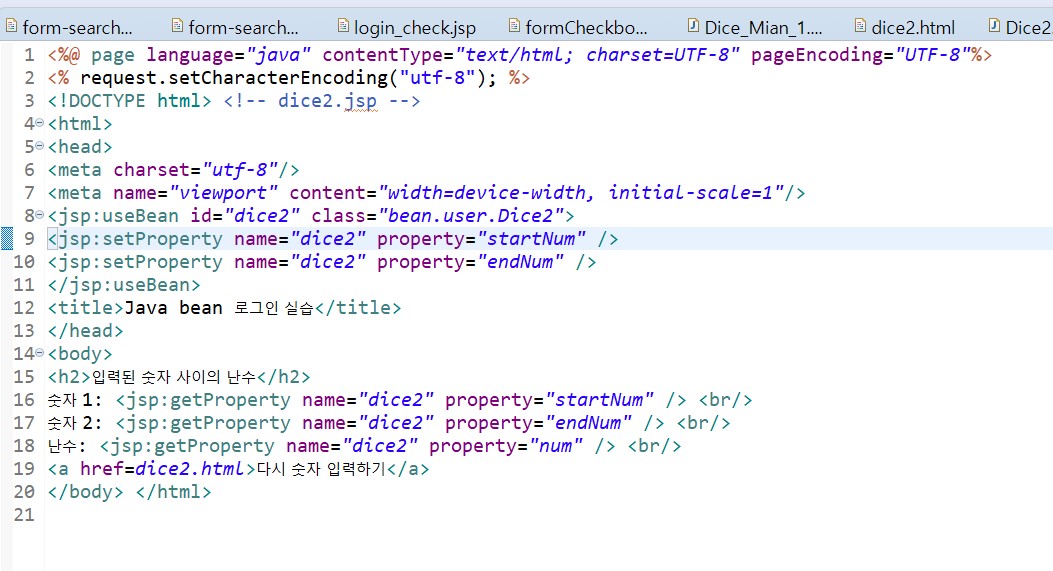 form-search... form-search... login_check.jsp formCheckbo... Dice_Mian_1.... dice2.html Dice2
1 <%@ page language="java" contentType="text/html; charset=UTF-8" pageEncoding="UTF-8"%>
2 <% request.setCharacterEncoding("utf-8"); %>
3 <!DOCTYPE html> <!-- dice2.jsp -->
4 <html>
5 <head>
6 <meta charset="utf-8"/>
7 <meta name="viewport" content="width=device-width, initial-scale=1"/>
8 <jsp:useBean id="dice2" class="bean.user.Dice2">
9 <jsp:setProperty name="dice2" property="startNum" />
10 <jsp:setProperty name="dice2" property="endNum" />
11 </jsp:useBean>
12 <title>Java bean 로그인 실습</title>
13 </head>
14 <body>
15 <h2>입력된 숫자 사이의 난수</h2>
16 숫자 1: <jsp:getProperty name="dice2" property="startNum" /> <br/>
17 숫자 2: <jsp:getProperty name="dice2" property="endNum" /> <br/>
18 난수: <jsp:getProperty name="dice2" property="num" /> <br/>
19 <a href=dice2.html>다시 숫자 입력하기</a>
20 </body> </html>
21